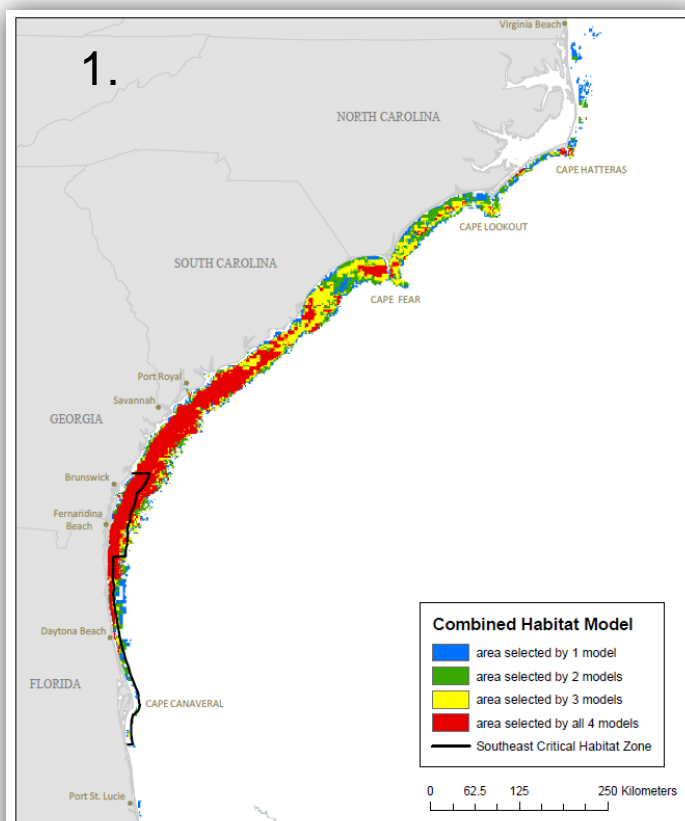 1.
Virginia Beach
NORTH CAROLINA
CAPE HATTERAS
CAPE LOOKOUT
SOUTH CAROLINA
CAPE FEAR
Port Royal
Savannah
GEORGIA
Brunswick
Fernandina
Beach
Daytona Beach
FLORIDA
CAPE CANAVERAL
Port St. Lucie
Combined Habitat Model
area selected by 1 model
area selected by 2 models
area selected by 3 models
area selected by all 4 models
Southeast Critical Habitat Zone
0 62.5 125 250 Kilometers